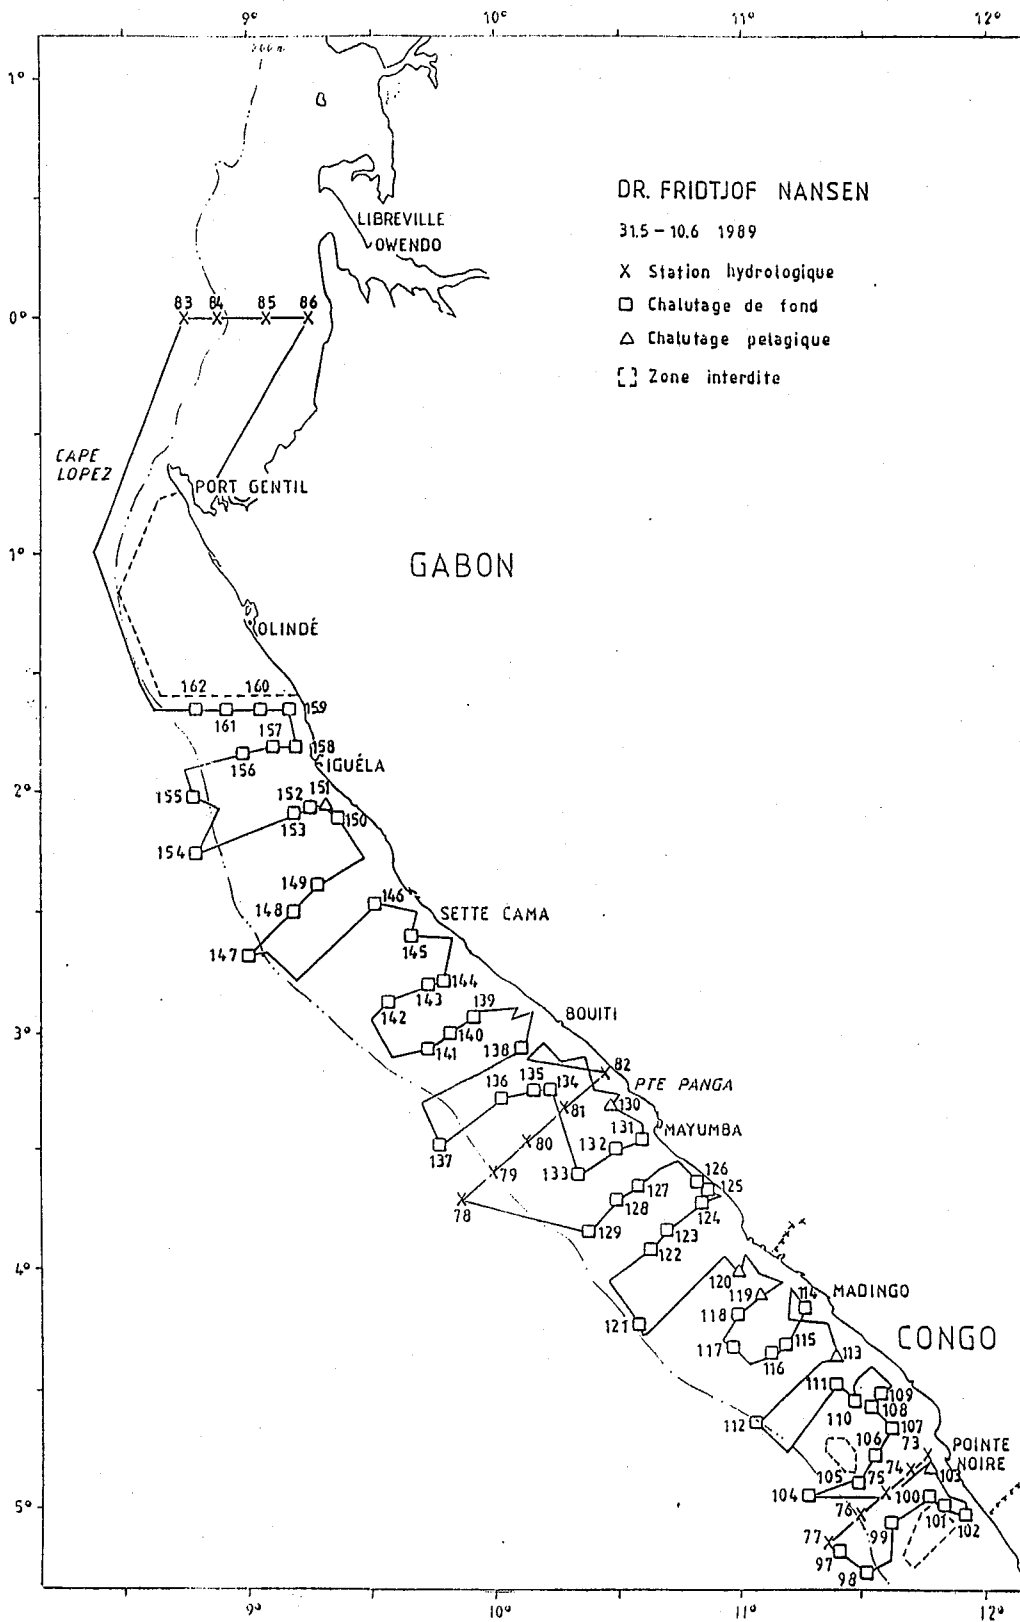 9° 10° 11° 12°
200 m
1°
LIBREVILLE
OWENDO
DR. FRIDTJOF NANSEN
31.5 – 10.6 1989
X Station hydrologique
□ Chalutage de fond
△ Chalutage pelagique
Zone interdite
83 84 85 86
0°
CAPE
LOPEZ
PORT GENTIL
1°
GABON
OLINDÉ
162 160
161 159
157 158
156
IGUÉLA
2°
155 152 151
153 150
154
149
148 146
SETTE CAMA
147 145
144
143
142 139
BOUITI
3°
141 140 138
82
PTE PANGA
136 135 134
81 130
MAYUMBA
137 80 132 131
79 133
78
126
127 125
128 124
129 123
122
4°
120
119 114
MADINGO
121 118
117 116 115
CONGO
113
111 109
110 108
112 107
106 73
POINTE
NOIRE
74 103
105 75
104 100
5°
76 99 101 102
77
97
98
9° 10° 11° 12°